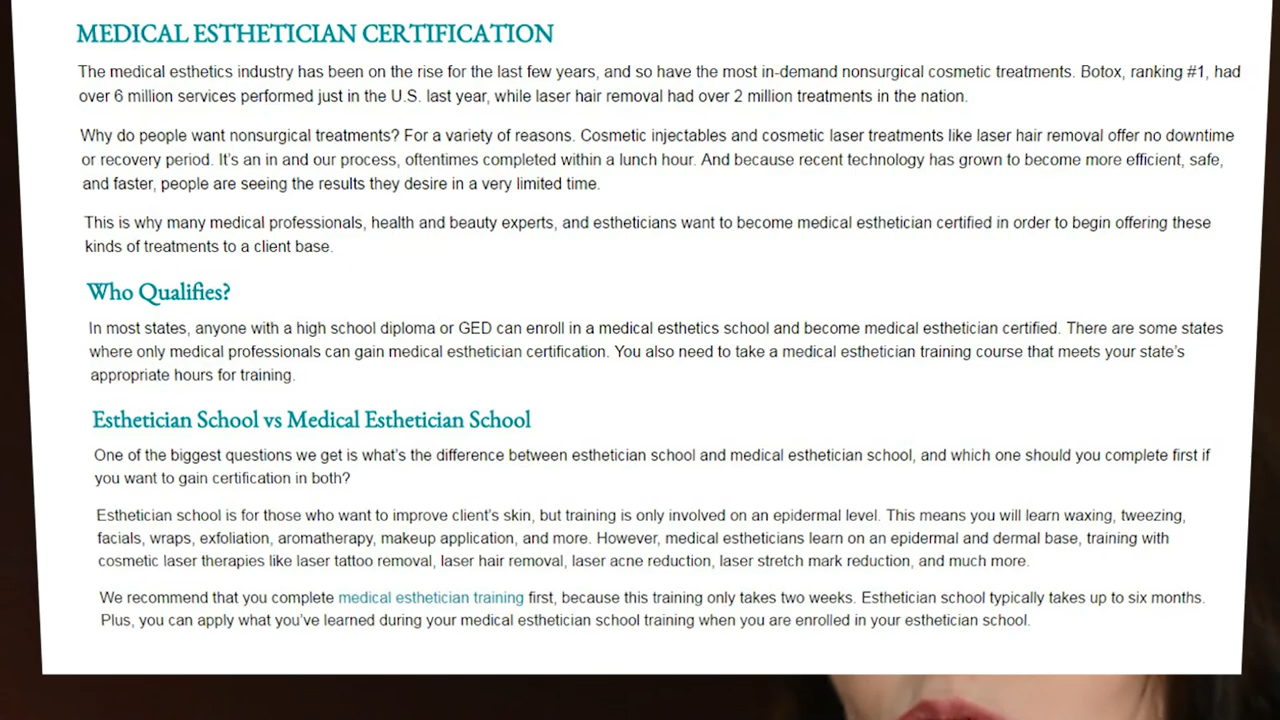 MEDICAL ESTHETICIAN CERTIFICATION
The medical esthetics industry has been on the rise for the last few years, and so have the most in-demand nonsurgical cosmetic treatments. Botox, ranking #1, had
over 6 million services performed just in the U.S. last year, while laser hair removal had over 2 million treatments in the nation.
Why do people want nonsurgical treatments? For a variety of reasons. Cosmetic injectables and cosmetic laser treatments like laser hair removal offer no downtime
or recovery period. It's an in and our process, oftentimes completed within a lunch hour. And because recent technology has grown to become more efficient, safe,
and faster, people are seeing the results they desire in a very limited time.
This is why many medical professionals, health and beauty experts, and estheticians want to become medical esthetician certified in order to begin offering these
kinds of treatments to a client base.
Who Qualifies?
In most states, anyone with a high school diploma or GED can enroll in a medical esthetics school and become medical esthetician certified. There are some states
where only medical professionals can gain medical esthetician certification. You also need to take a medical esthetician training course that meets your state's
appropriate hours for training.
Esthetician School vs Medical Esthetician School
One of the biggest questions we get is what's the difference between esthetician school and medical esthetician school, and which one should you complete first if
you want to gain certification in both?
Esthetician school is for those who want to improve client's skin, but training is only involved on an epidermal level. This means you will learn waxing, tweezing,
facials, wraps, exfoliation, aromatherapy, makeup application, and more. However, medical estheticians learn on an epidermal and dermal base, training with
cosmetic laser therapies like laser tattoo removal, laser hair removal, laser acne reduction, laser stretch mark reduction, and much more.
We recommend that you complete medical esthetician training first, because this training only takes two weeks. Esthetician school typically takes up to six months.
Plus, you can apply what you've learned during your medical esthetician school training when you are enrolled in your esthetician school.